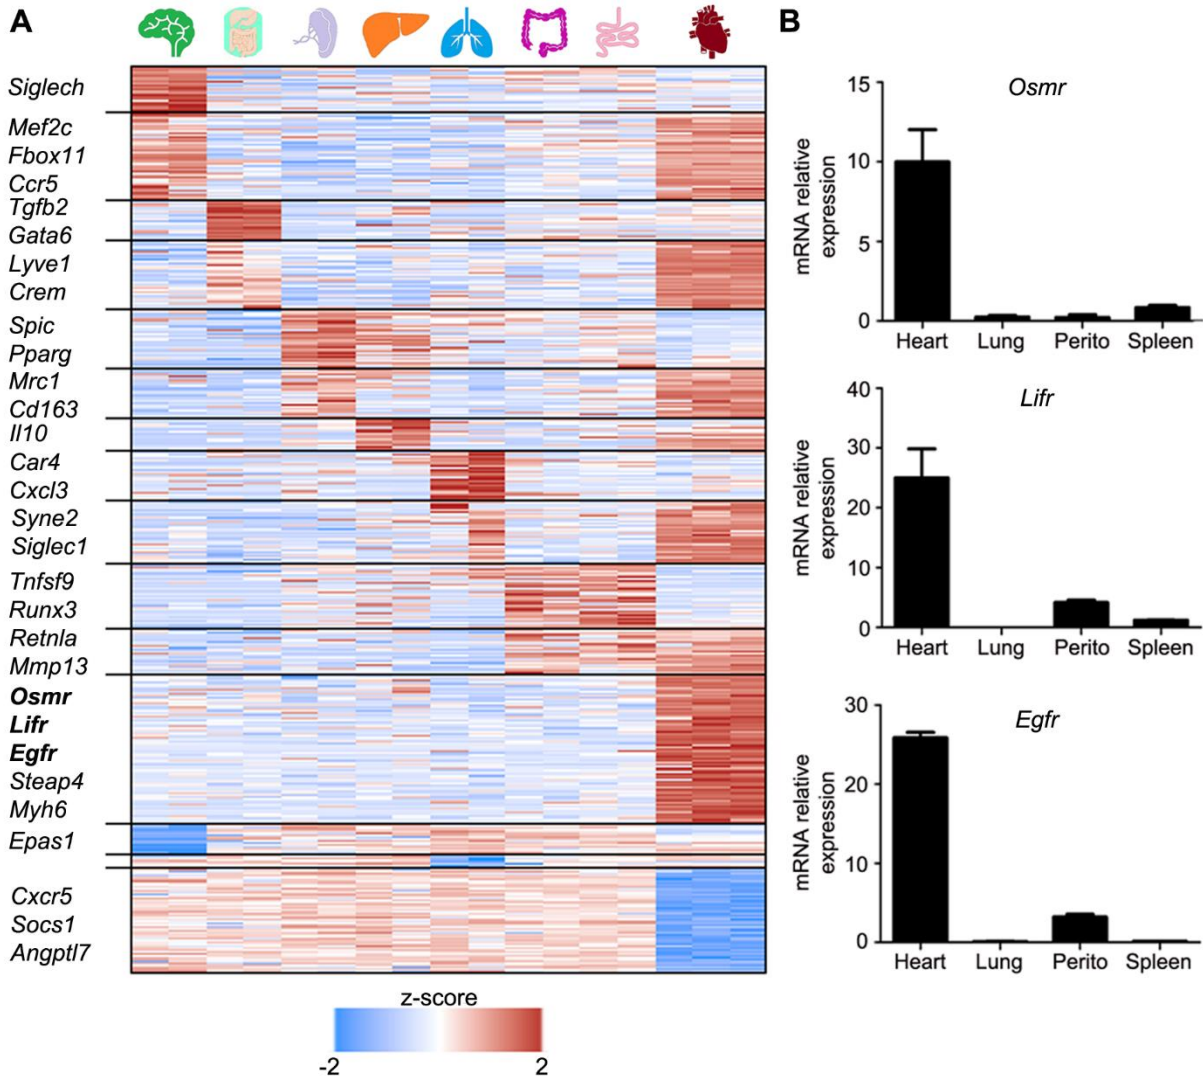 A
Siglech
Mef2c
Fbox11
Ccr5
Tgfb2
Gata6
Lyve1
Crem
Spic
Pparg
Mrc1
Cd163
Il10
Car4
Cxcl3
Syne2
Siglec1
Tnfsf9
Runx3
Retnla
Mmp13
Osmr
Lifr
Egfr
Steap4
Myh6
Epas1
Cxcr5
Socs1
Angptl7
z-score
-2 2
B
Osmr
mRNA relative
expression
15
10
5
0
Heart Lung Perito Spleen
Lifr
mRNA relative
expression
40
30
20
10
0
Heart Lung Perito Spleen
Egfr
mRNA relative
expression
30
20
10
0
Heart Lung Perito Spleen